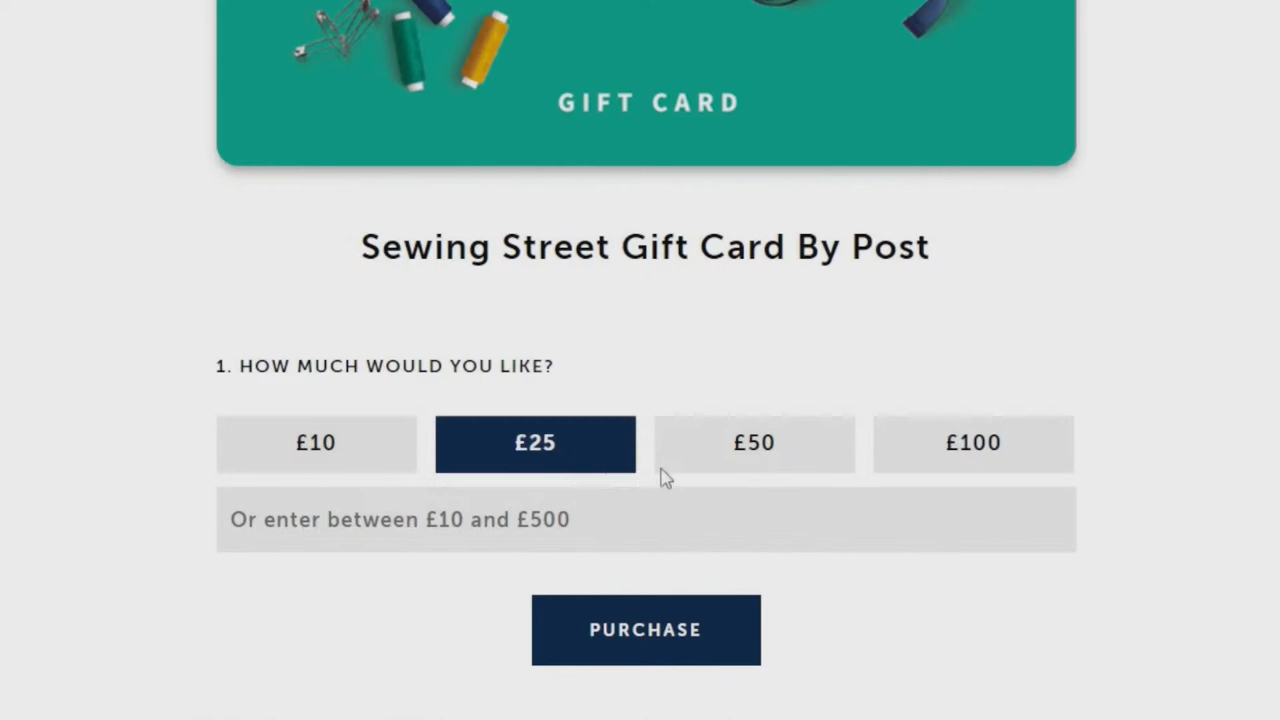 GIFT CARD
Sewing Street Gift Card By Post
1. HOW MUCH WOULD YOU LIKE?
£10 £25 £50 £100
Or enter between £10 and £500
PURCHASE